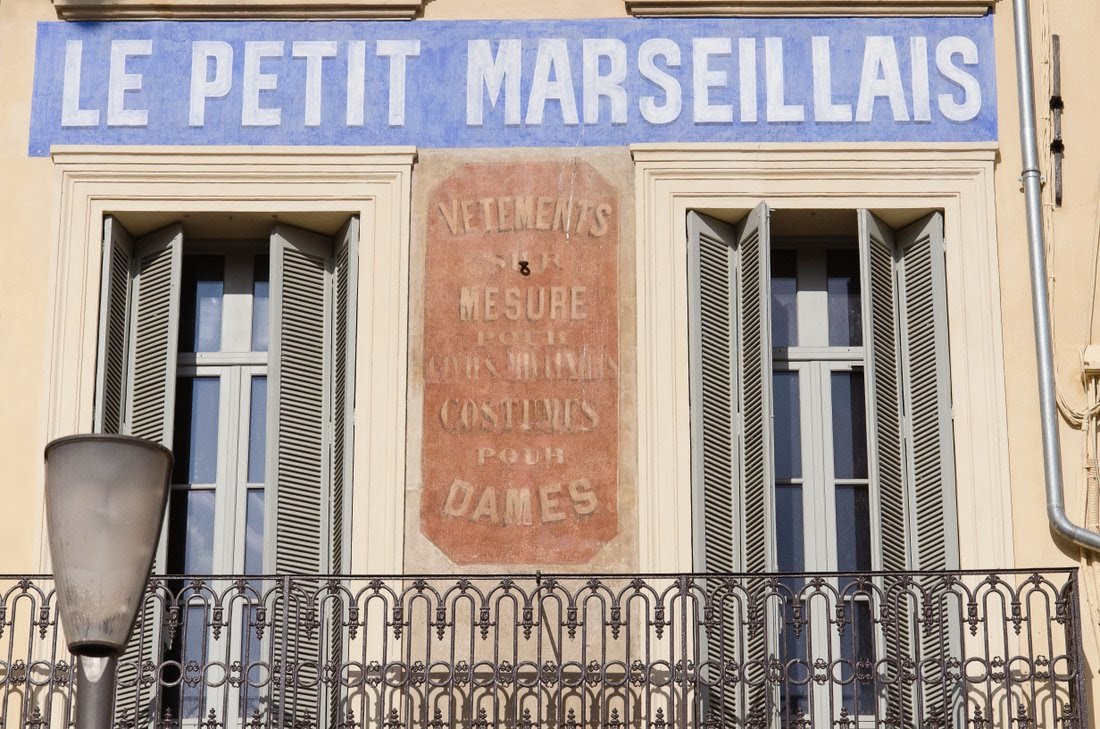 LE PETIT MARSEILLAIS
VETEMENTS
SUR
MESURE
POUR
COSTUMES
POUR
DAMES